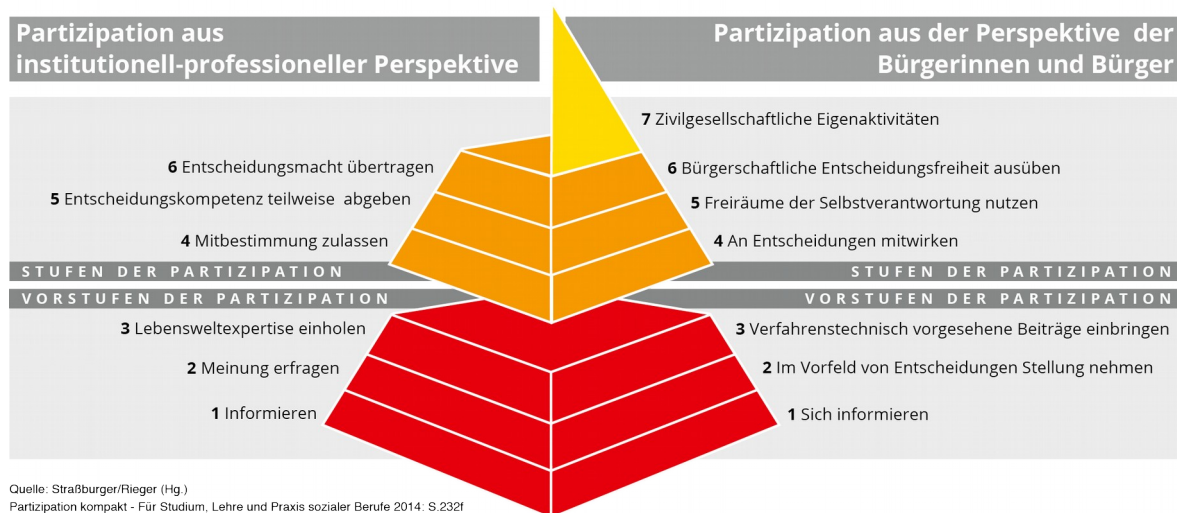 Partizipation aus
institutionell-professioneller Perspektive
Partizipation aus der Perspektive der
Bürgerinnen und Bürger
7 Zivilgesellschaftliche Eigenaktivitäten
6 Entscheidungsmacht übertragen
6 Bürgerschaftliche Entscheidungsfreiheit ausüben
5 Entscheidungskompetenz teilweise abgeben
5 Freiräume der Selbstverantwortung nutzen
4 Mitbestimmung zulassen
4 An Entscheidungen mitwirken
STUFEN DER PARTIZIPATION
STUFEN DER PARTIZIPATION
VORSTUFEN DER PARTIZIPATION
VORSTUFEN DER PARTIZIPATION
3 Lebensweltexpertise einholen
3 Verfahrenstechnisch vorgesehene Beiträge einbringen
2 Meinung erfragen
2 Im Vorfeld von Entscheidungen Stellung nehmen
1 Informieren
1 Sich informieren
Quelle: Straßburger/Rieger (Hg.)
Partizipation kompakt - Für Studium, Lehre und Praxis sozialer Berufe 2014: S.232f